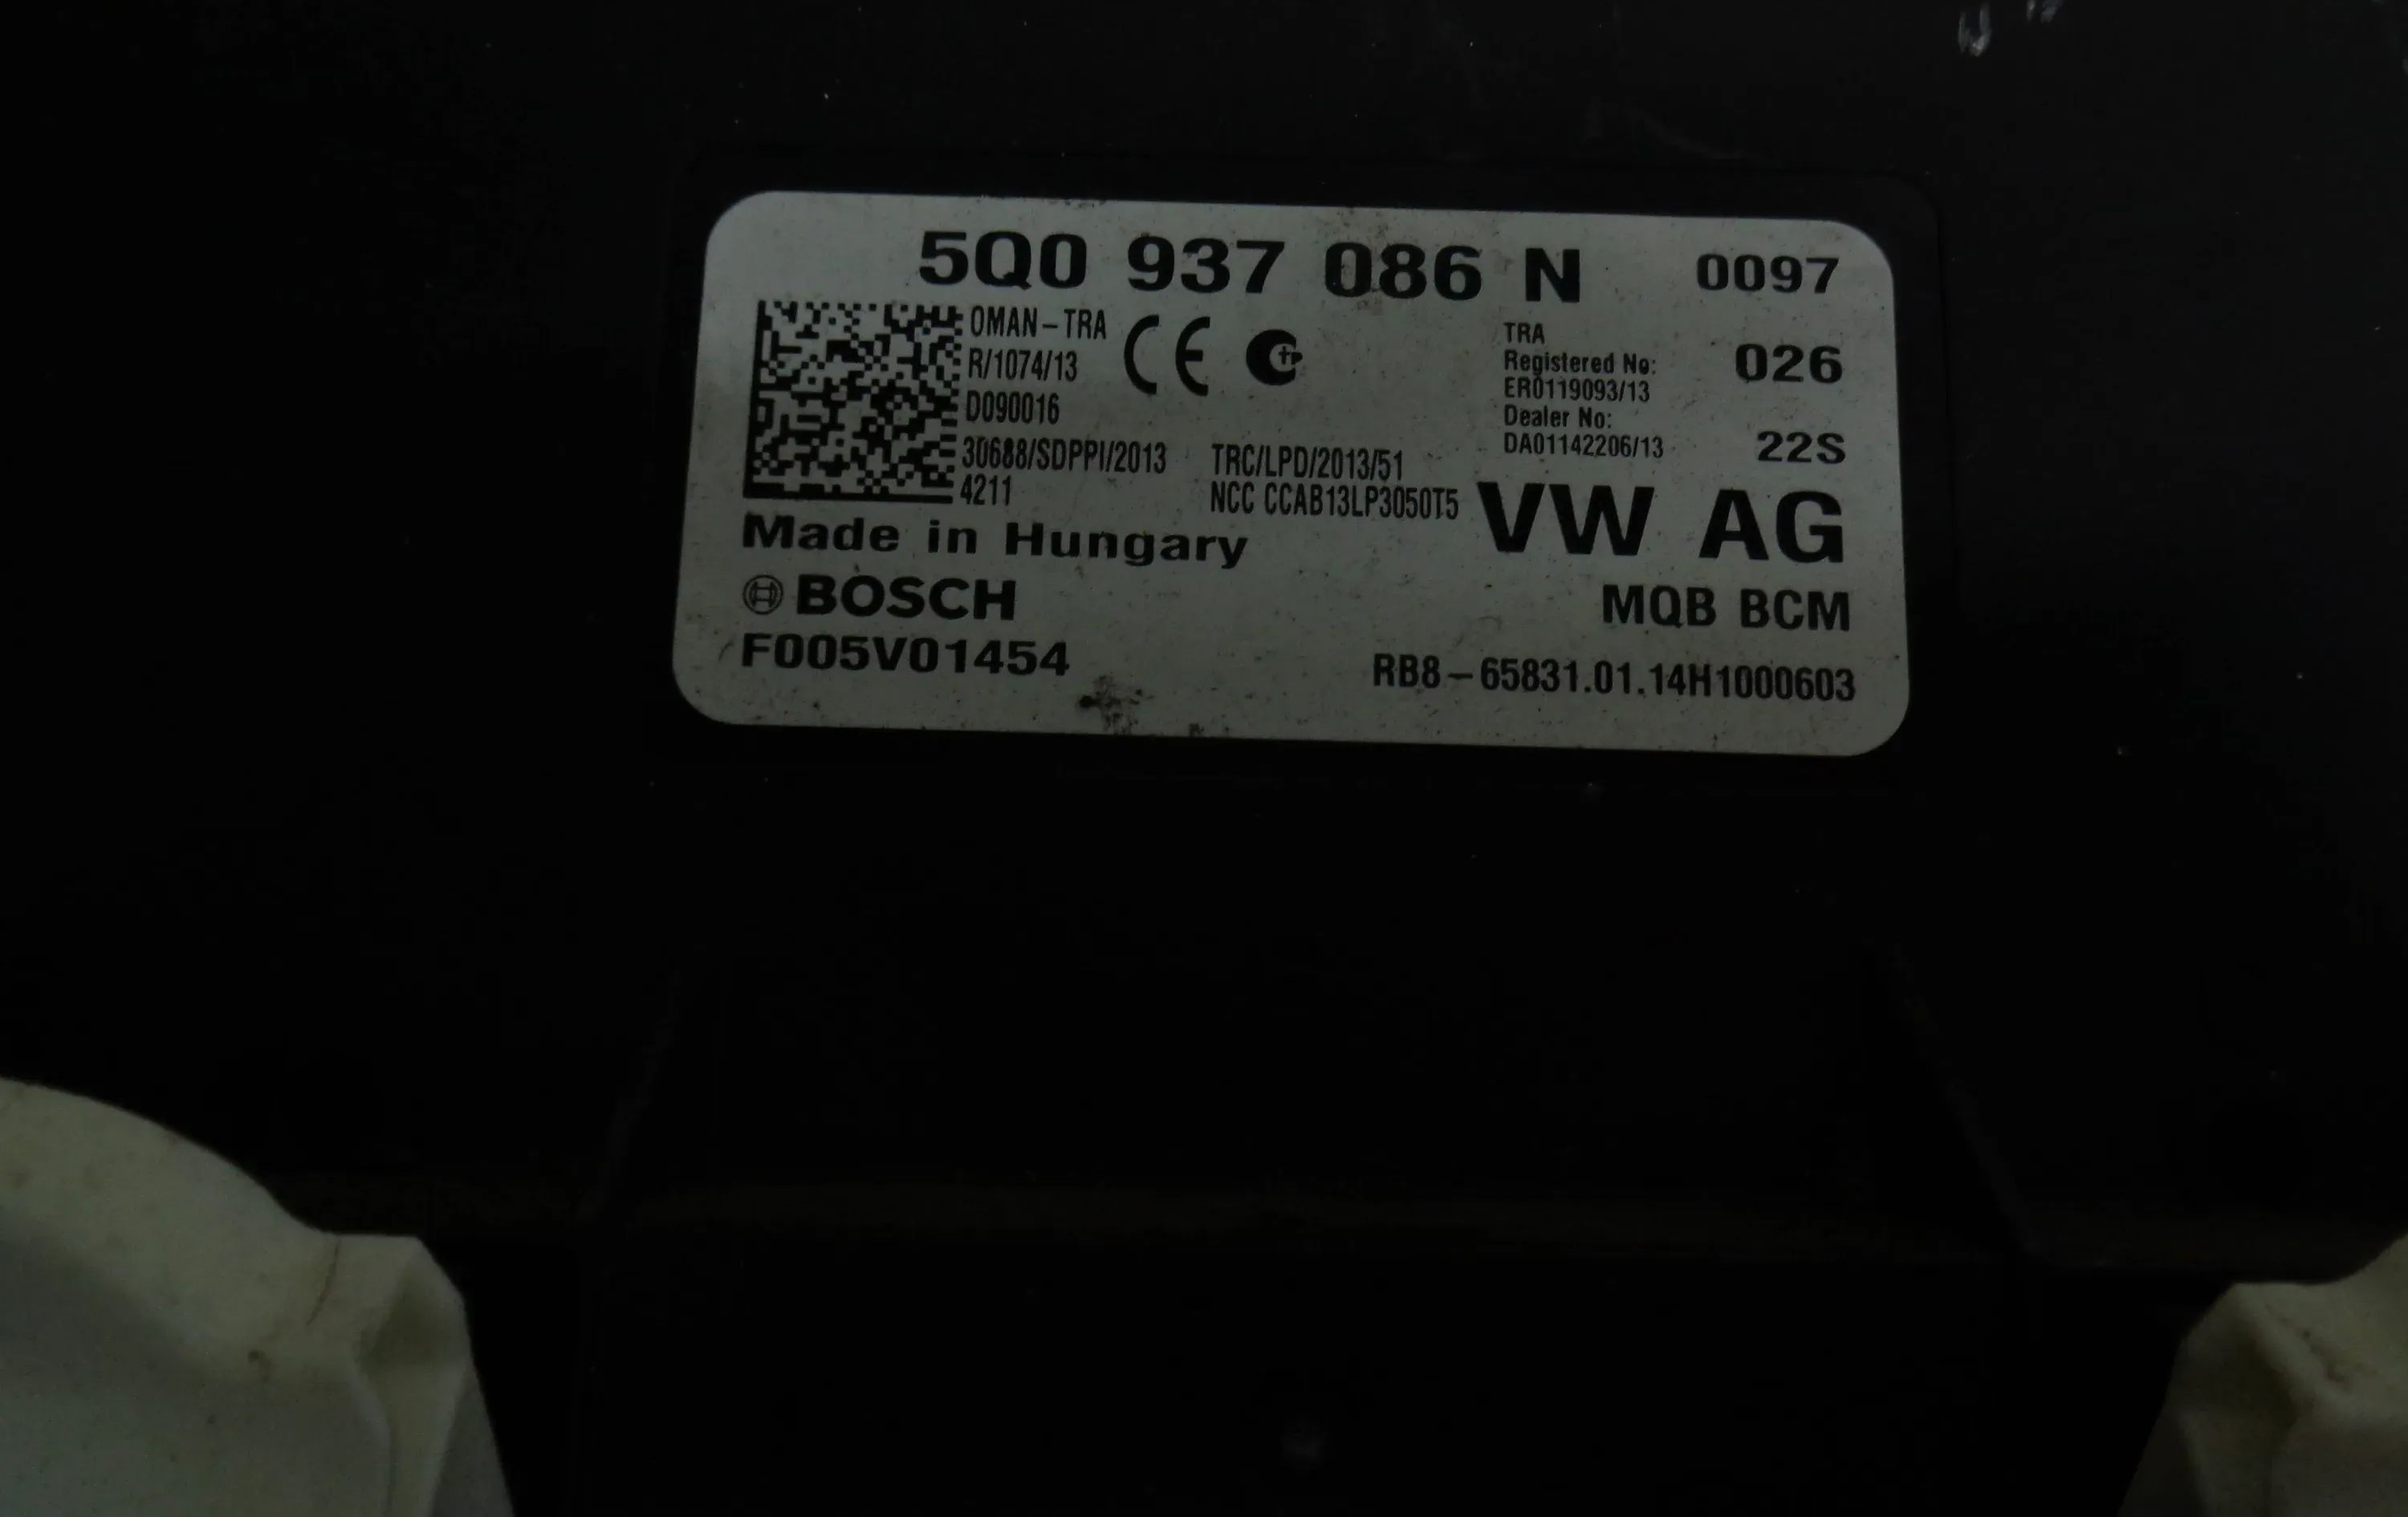 5Q0 937 086 N 0097
OMAN-TRA
R/1074/13
D090016
30688/SDPPI/2013
4211
CE
TRC/LPD/2013/51
NCC CCAB13LP3050T5
TRA
Registered No:
ER0119093/13
Dealer No:
DA01142206/13
026
22S
VW AG
Made in Hungary
MQB BCM
BOSCH
F005V01454
RB8-65831.01.14H1000603